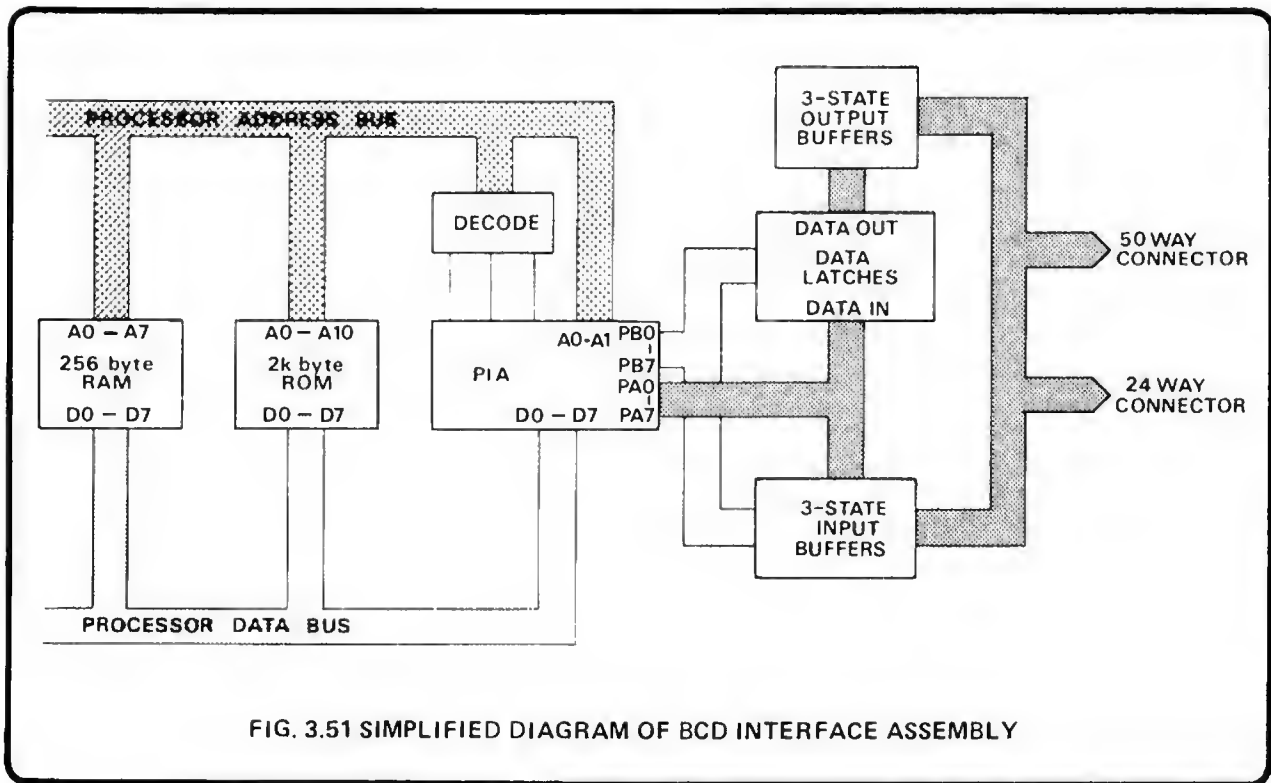 PROCESSOR ADDRESS BUS
DECODE
A0 – A7
256 byte
RAM
D0 – D7
A0 – A10
2k byte
ROM
D0 – D7
A0-A1
PIA
D0 – D7
PB0
PB7
PA0
PA7
3-STATE
OUTPUT
BUFFERS
DATA OUT
DATA
LATCHES
DATA IN
3-STATE
INPUT
BUFFERS
50 WAY
CONNECTOR
24 WAY
CONNECTOR
PROCESSOR DATA BUS
FIG. 3.51 SIMPLIFIED DIAGRAM OF BCD INTERFACE ASSEMBLY